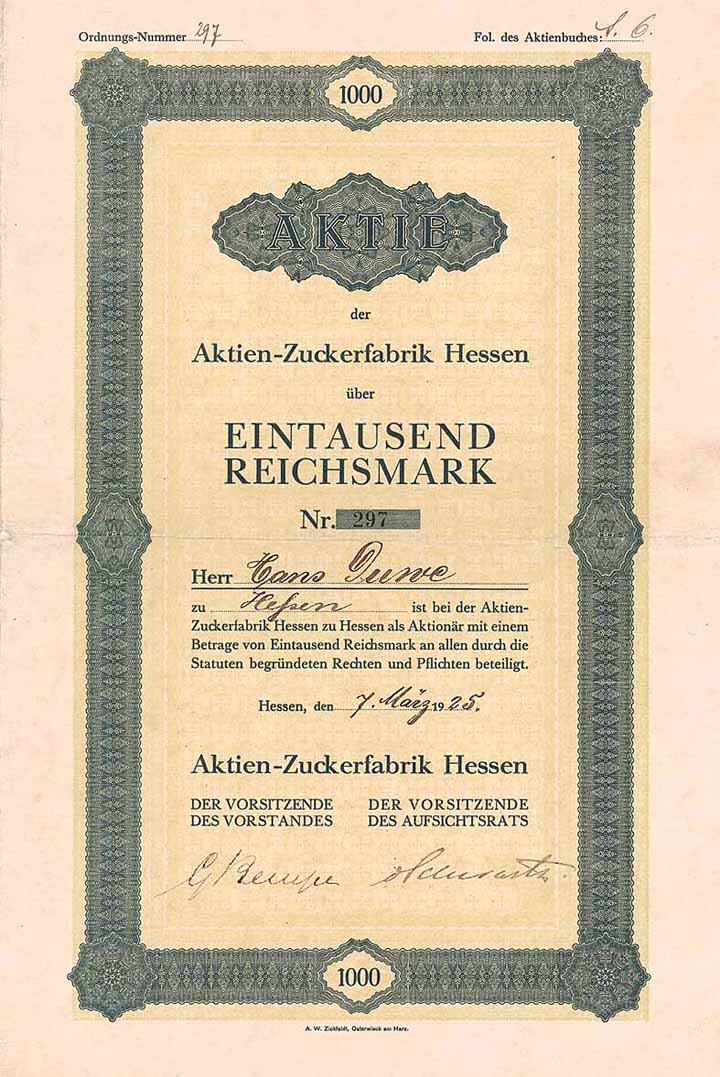 Ordnungs-Nummer 297
Fol. des Aktienbuches: 6.
1000
AKTIE
der
Aktien-Zuckerfabrik Hessen
über
EINTAUSEND
REICHSMARK
Nr. 297
Herr Hans Duwe
zu Heſsen ist bei der Aktien-
Zuckerfabrik Hessen zu Hessen als Aktionär mit einem
Betrage von Eintausend Reichsmark an allen durch die
Statuten begründeten Rechten und Pflichten beteiligt.
Hessen, den 7. März 1925.
Aktien-Zuckerfabrik Hessen
DER VORSITZENDE
DES VORSTANDES
DER VORSITZENDE
DES AUFSICHTSRATS
1000
A. W. Zickfeldt, Osterwieck am Harz.